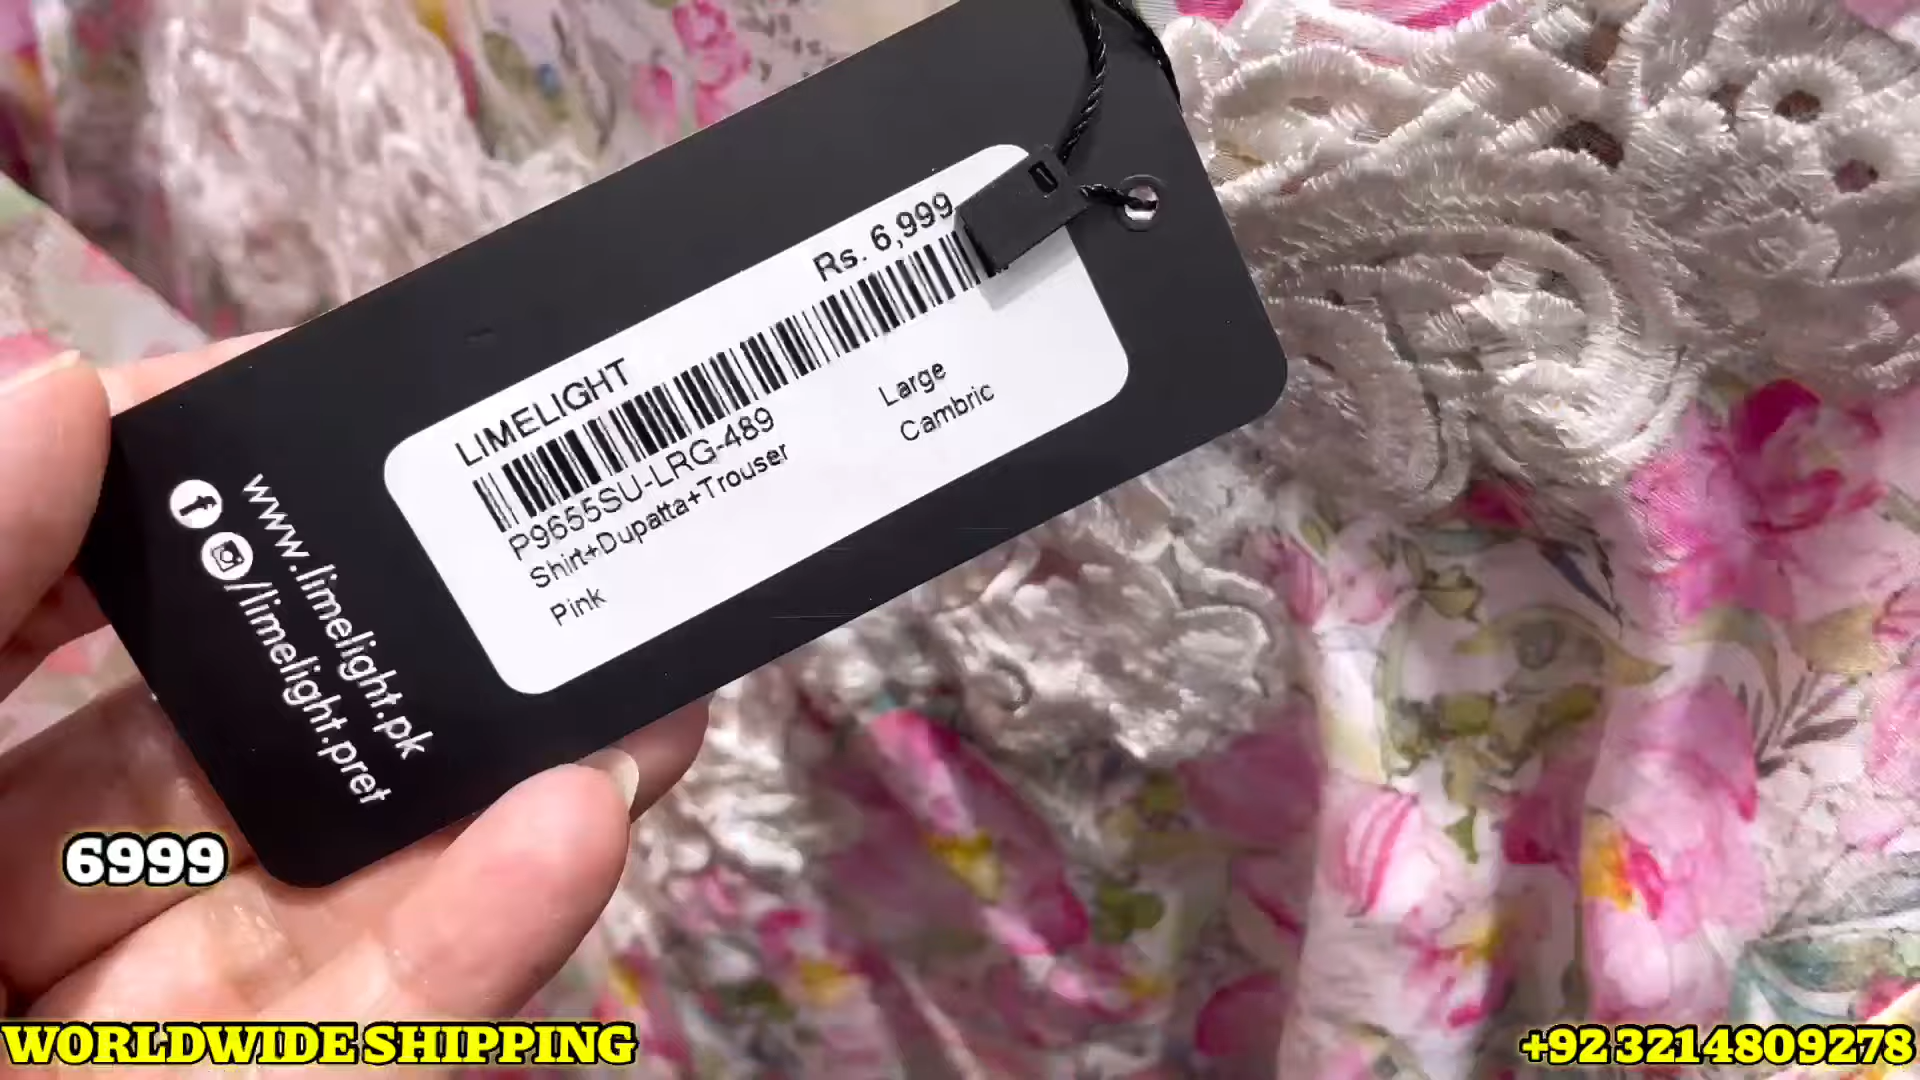 Rs. 6,999
LIMELIGHT
P9655SU-LRG-489
Large
Shirt+Dupatta+Trouser
Cambric
Pink
www.limelight.pk
/limelight.pret
6999
WORLDWIDE SHIPPING
+92 3214809278